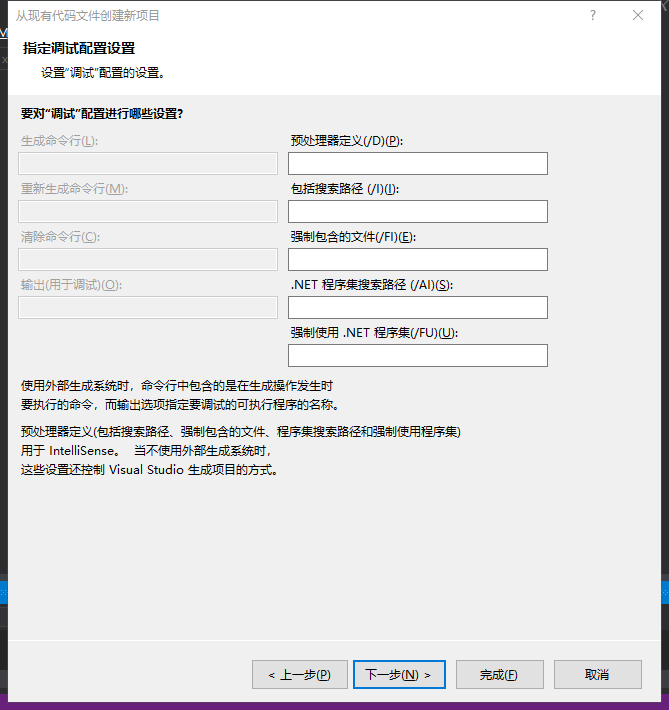 从现有代码文件创建新项目
?
指定调试配置设置
设置“调试”配置的设置。
要对“调试”配置进行哪些设置?
生成命令行(L):
预处理器定义(/D)(P):
重新生成命令行(M):
包括搜索路径 (/I)(I):
清除命令行(C):
强制包含的文件(/FI)(E):
输出(用于调试)(O):
.NET 程序集搜索路径 (/AI)(S):
强制使用 .NET 程序集(/FU)(U):
使用外部生成系统时，命令行中包含的是在生成操作发生时
要执行的命令，而输出选项指定要调试的可执行程序的名称。
预处理器定义(包括搜索路径、强制包含的文件、程序集搜索路径和强制使用程序集)
用于 IntelliSense。 当不使用外部生成系统时，
这些设置还控制 Visual Studio 生成项目的方式。
< 上一步(P)
下一步(N) >
完成(F)
取消